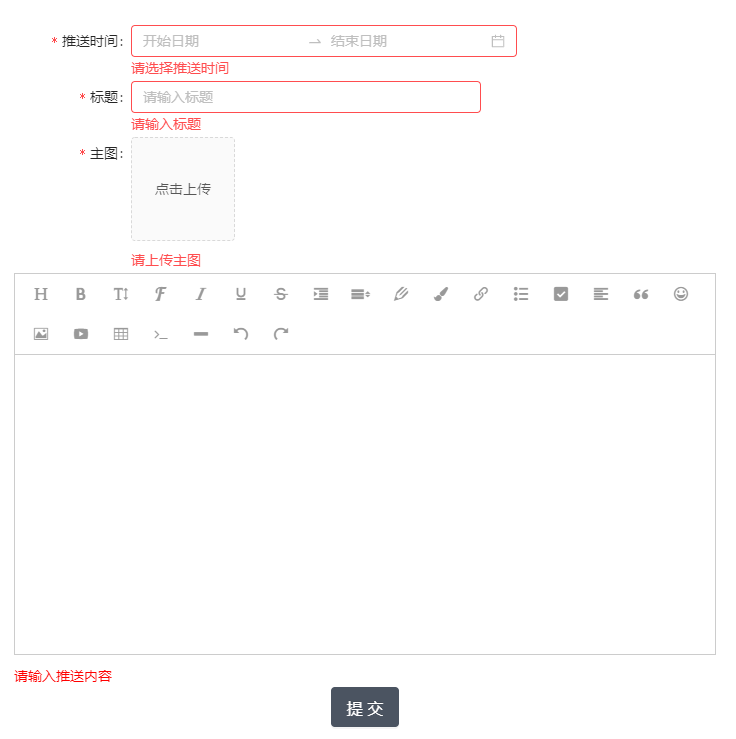 * 推送时间: 开始日期 → 结束日期
请选择推送时间
* 标题: 请输入标题
请输入标题
* 主图:
点击上传
请上传主图
请输入推送内容
提 交